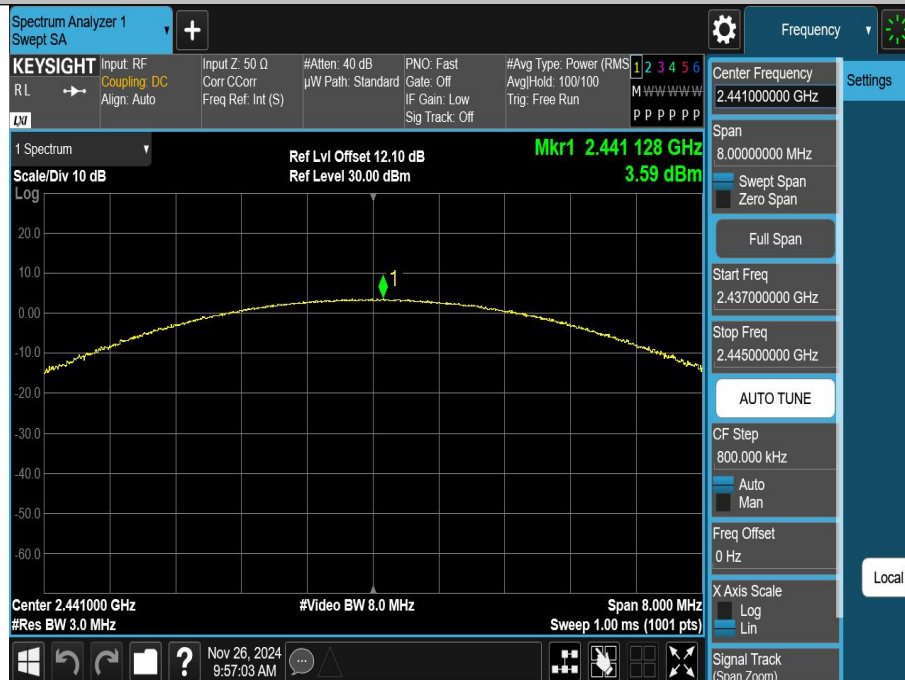 Spectrum Analyzer 1
Swept SA
Frequency
KEYSIGHT
RL
LXI
Input: RF
Coupling: DC
Align: Auto
Input Z: 50 Ω
Corr CCorr
Freq Ref: Int (S)
#Atten: 40 dB
µW Path: Standard
PNO: Fast
Gate: Off
IF Gain: Low
Sig Track: Off
#Avg Type: Power (RMS
Avg|Hold: 100/100
Trig: Free Run
1 2 3 4 5 6
M W W W W W
P P P P P P
1 Spectrum
Scale/Div 10 dB
Log
Ref Lvl Offset 12.10 dB
Ref Level 30.00 dBm
Mkr1 2.441 128 GHz
3.59 dBm
20.0
10.0
1
0.00
-10.0
-20.0
-30.0
-40.0
-50.0
-60.0
Center 2.441000 GHz
#Res BW 3.0 MHz
#Video BW 8.0 MHz
Span 8.000 MHz
Sweep 1.00 ms (1001 pts)
Center Frequency
2.441000000 GHz
Settings
Span
8.00000000 MHz
Swept Span
Zero Span
Full Span
Start Freq
2.437000000 GHz
Stop Freq
2.445000000 GHz
AUTO TUNE
CF Step
800.000 kHz
Auto
Man
Freq Offset
0 Hz
Local
X Axis Scale
Log
Lin
Signal Track
(Span Zoom)
?
Nov 26, 2024
9:57:03 AM